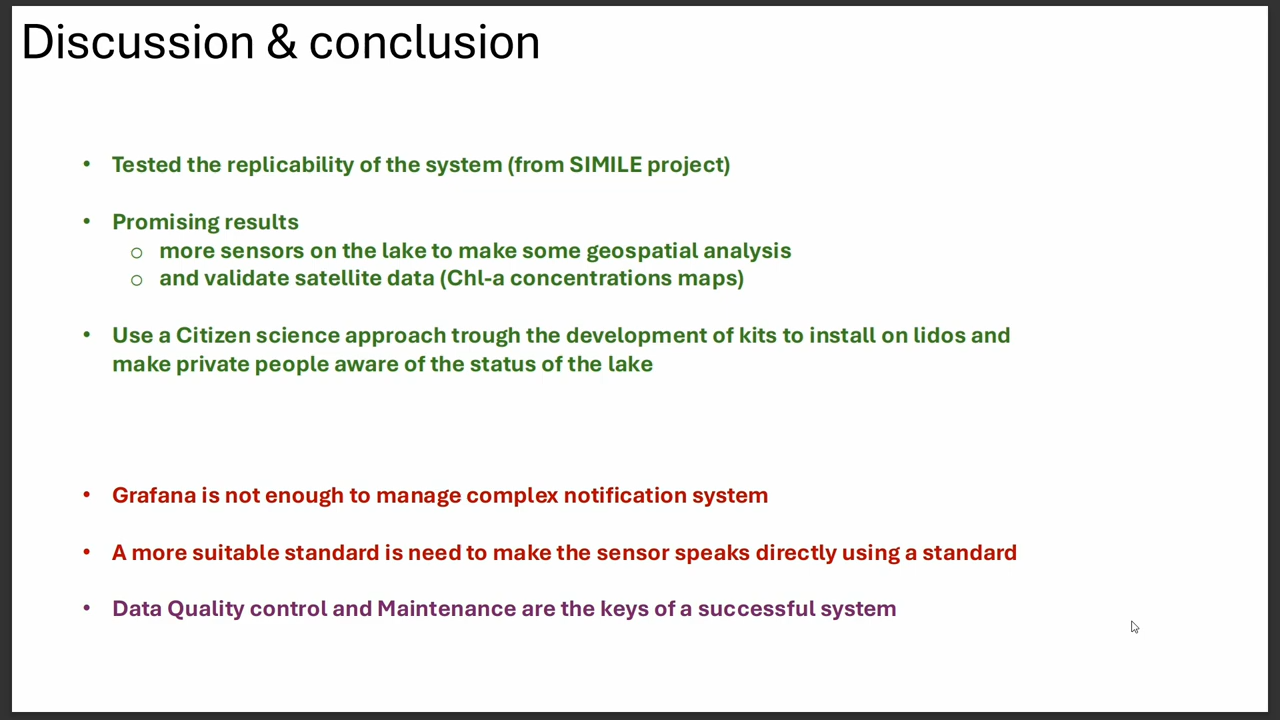 Discussion & conclusion
• Tested the replicability of the system (from SIMILE project)
• Promising results
o more sensors on the lake to make some geospatial analysis
o and validate satellite data (Chl-a concentrations maps)
• Use a Citizen science approach trough the development of kits to install on lidos and
make private people aware of the status of the lake
• Grafana is not enough to manage complex notification system
• A more suitable standard is need to make the sensor speaks directly using a standard
• Data Quality control and Maintenance are the keys of a successful system